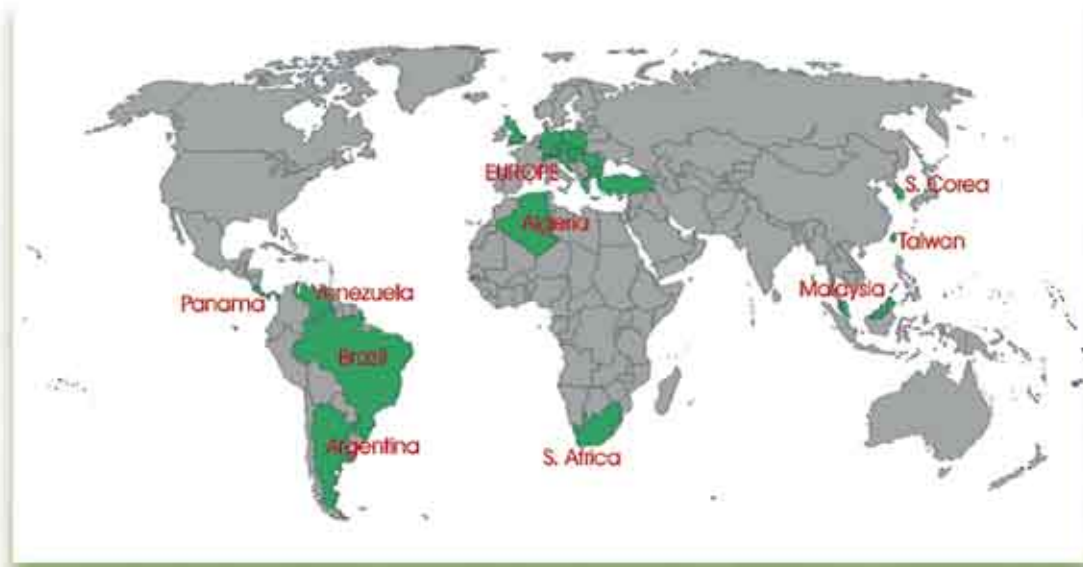 EUROPE
S. Corea
Algeria
Taiwan
Malaysia
Panama
Venezuela
Brazil
Argentina
S. Africa